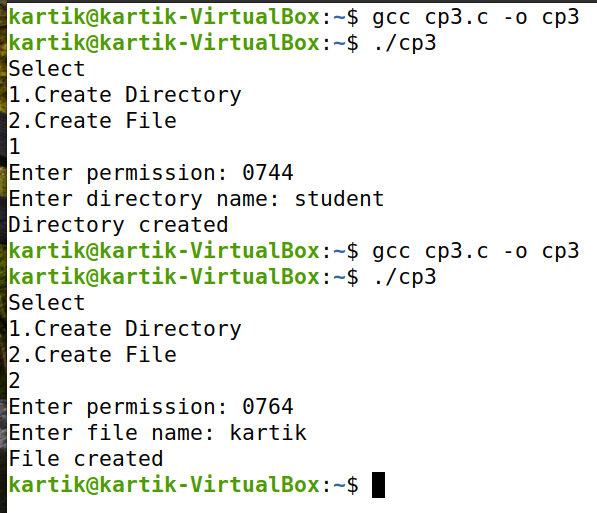 kartik@kartik-VirtualBox:~$ gcc cp3.c -o cp3
kartik@kartik-VirtualBox:~$ ./cp3
Select
1.Create Directory
2.Create File
1
Enter permission: 0744
Enter directory name: student
Directory created
kartik@kartik-VirtualBox:~$ gcc cp3.c -o cp3
kartik@kartik-VirtualBox:~$ ./cp3
Select
1.Create Directory
2.Create File
2
Enter permission: 0764
Enter file name: kartik
File created
kartik@kartik-VirtualBox:~$